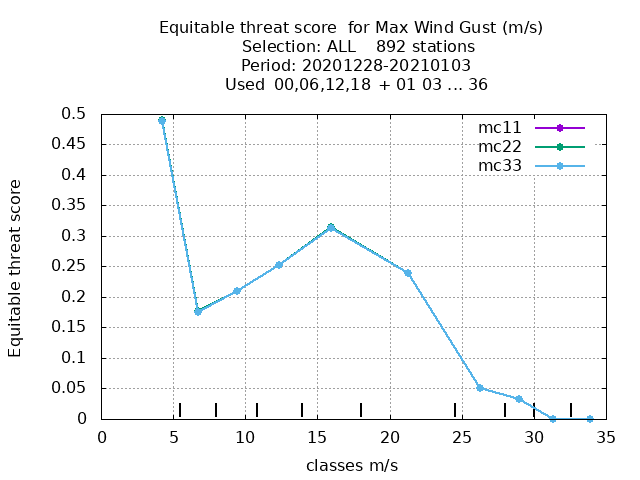 Equitable threat score  for Max Wind Gust (m/s)
Selection: ALL    892 stations
Period: 20201228-20210103
Used  00,06,12,18  + 01 03 ... 36
mc11
mc22
mc33
0.5
0.45
0.4
0.35
0.3
0.25
0.2
0.15
0.1
0.05
0
Equitable threat score
0 5 10 15 20 25 30 35
classes m/s